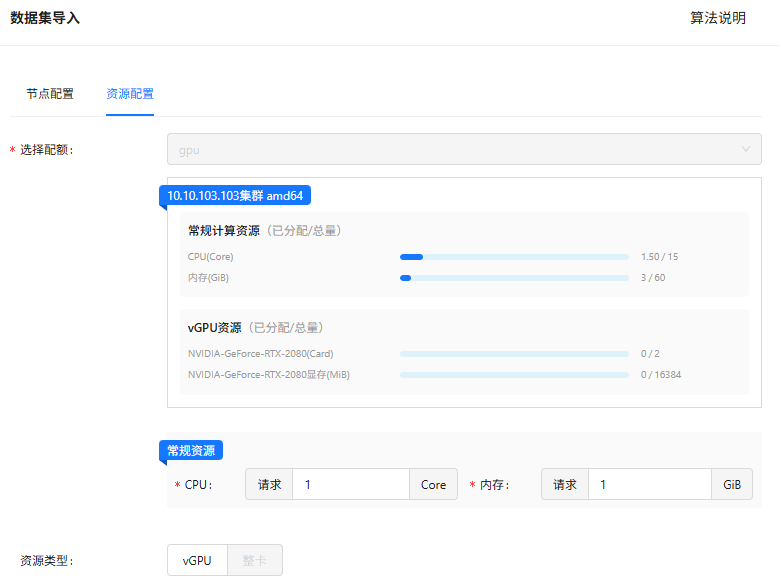 数据集导入 算法说明
节点配置 资源配置
* 选择配额: gpu
10.10.103.103集群 amd64
常规计算资源（已分配/总量）
CPU(Core) 1.50 / 15
内存(GiB) 3 / 60
vGPU资源（已分配/总量）
NVIDIA-GeForce-RTX-2080(Card) 0 / 2
NVIDIA-GeForce-RTX-2080显存(MiB) 0 / 16384
常规资源
* CPU: 请求 1 Core * 内存: 请求 1 GiB
资源类型: vGPU 整卡